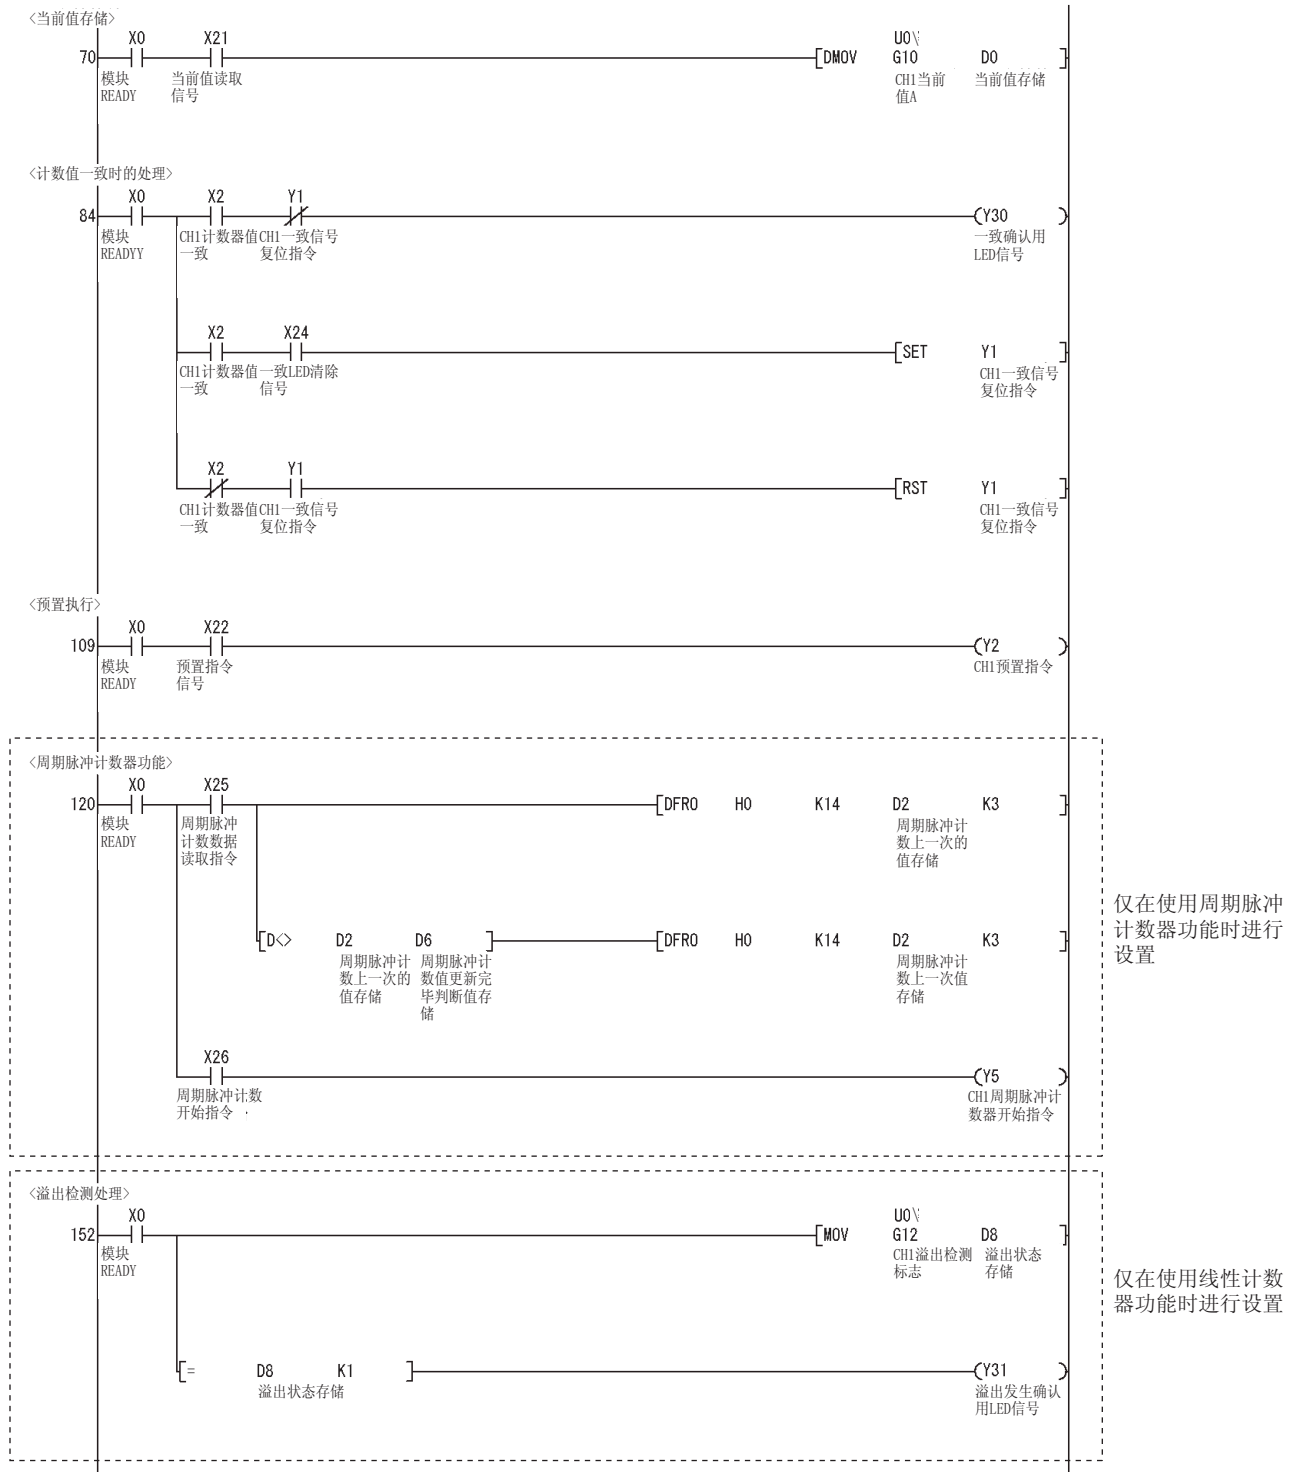 〈当前值存储〉
X0 X21 U0\
70 [DMOV G10 D0 ]
模块 当前值读取 CH1当前 当前值存储
READY 信号 值A
〈计数值一致时的处理〉
X0 X2 Y1
84 (Y30 )
模块 CH1计数器值 CH1一致信号 一致确认用
READYY 一致 复位指令 LED信号
X2 X24
[SET Y1 ]
CH1计数器值 一致LED清除 CH1一致信号
一致 信号 复位指令
X2 Y1
[RST Y1 ]
CH1计数器值 CH1一致信号 CH1一致信号
一致 复位指令 复位指令
〈预置执行〉
X0 X22
109 (Y2 )
模块 预置指令 CH1预置指令
READY 信号
〈周期脉冲计数器功能〉
X0 X25
120 [DFRO H0 K14 D2 K3 ]
模块 周期脉冲 周期脉冲计
READY 计数数据 数上一次的
读取指令 值存储
[D<> D2 D6 ] [DFRO H0 K14 D2 K3 ]
周期脉冲计 周期脉冲计 周期脉冲计
数上一次的 数值更新完 数上一次值
值存储 毕判断值存 存储
储
X26
(Y5 )
周期脉冲计数 CH1周期脉冲计
开始指令 数器开始指令
仅在使用周期脉冲
计数器功能时进行
设置
〈溢出检测处理〉
X0 U0\
152 [MOV G12 D8 ]
模块 CH1溢出检测 溢出状态
READY 标志 存储
[= D8 K1 ] (Y31 )
溢出状态存储 溢出发生确认
用LED信号
仅在使用线性计数
器功能时进行设置